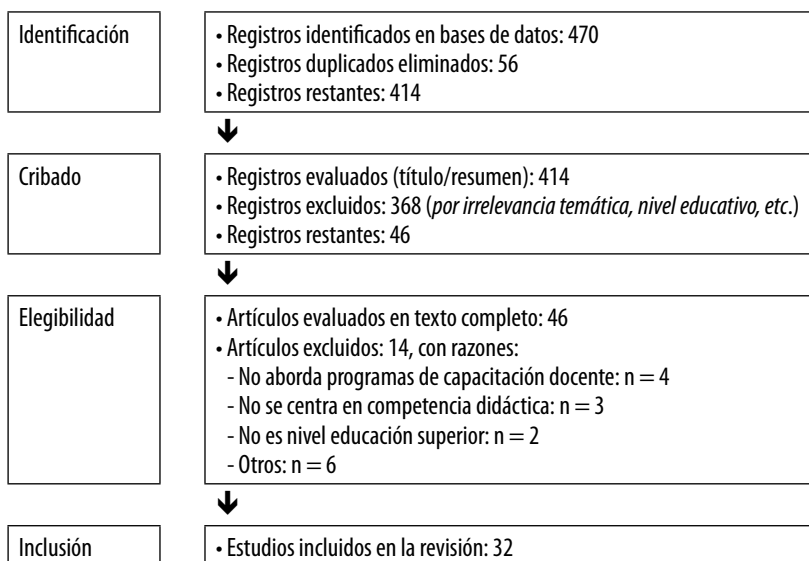 Identificación
• Registros identificados en bases de datos: 470
• Registros duplicados eliminados: 56
• Registros restantes: 414
Cribado
• Registros evaluados (título/resumen): 414
• Registros excluidos: 368 (por irrelevancia temática, nivel educativo, etc.)
• Registros restantes: 46
Elegibilidad
• Artículos evaluados en texto completo: 46
• Artículos excluidos: 14, con razones:
- No aborda programas de capacitación docente: n = 4
- No se centra en competencia didáctica: n = 3
- No es nivel educación superior: n = 2
- Otros: n = 6
Inclusión
• Estudios incluidos en la revisión: 32